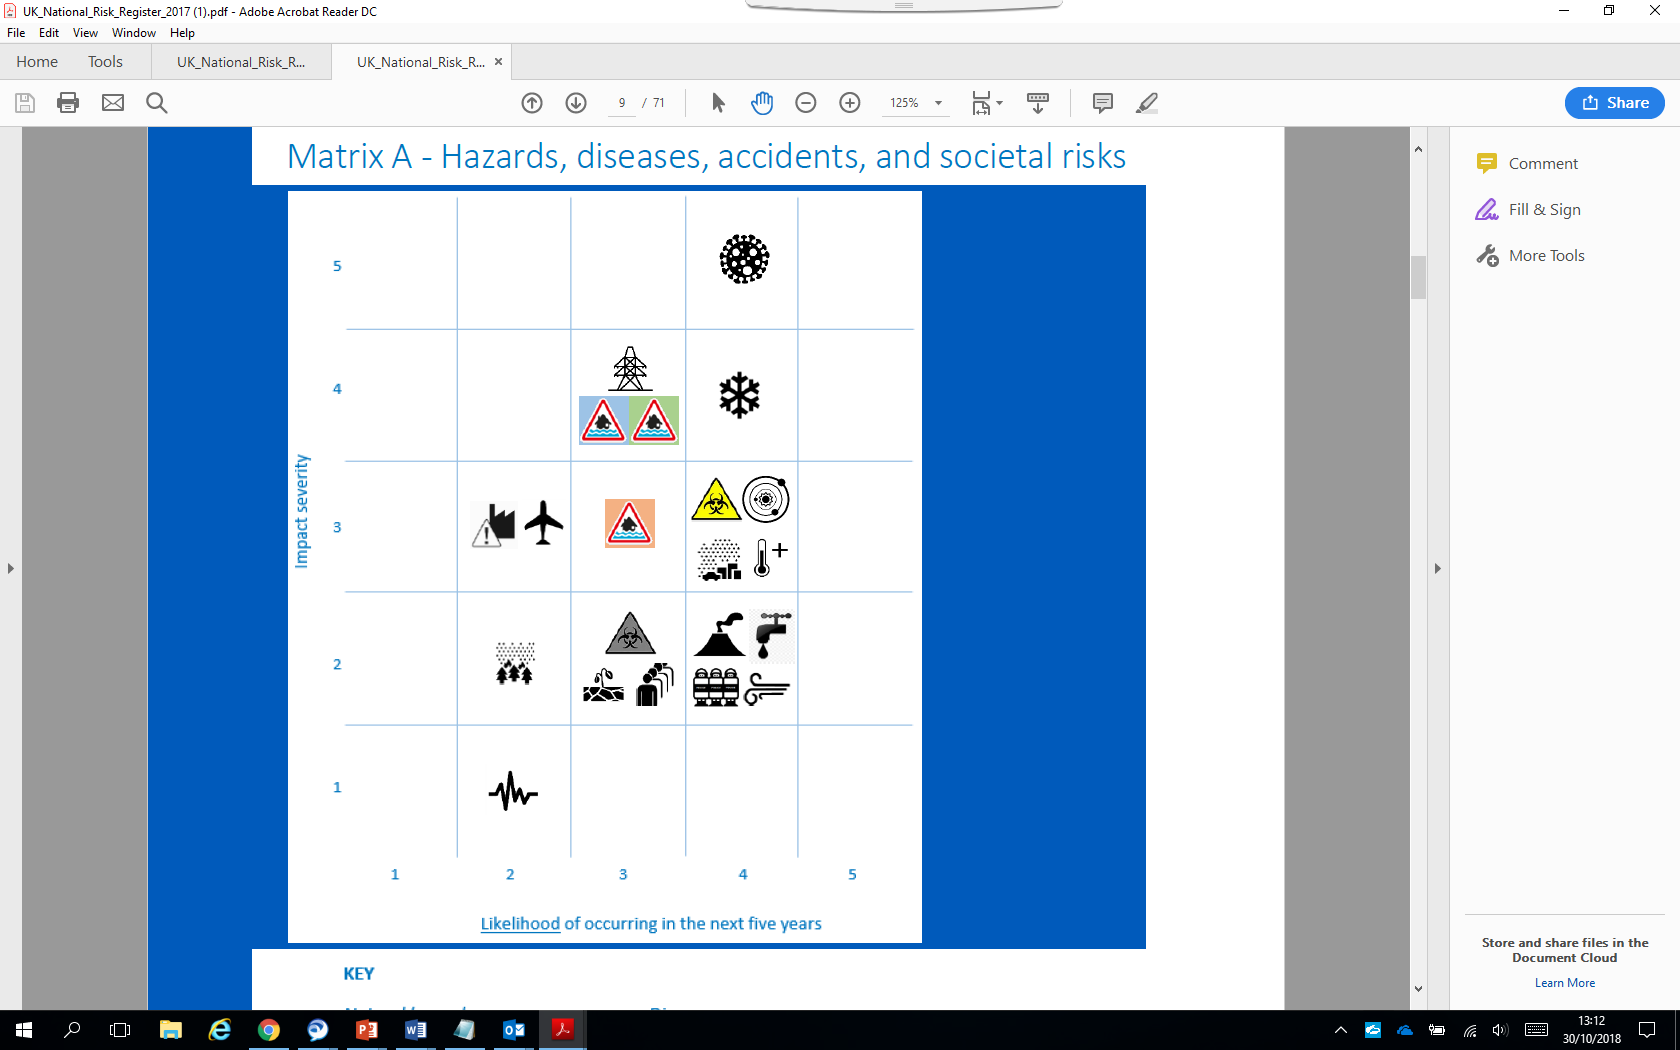 UK_National_Risk_Register_2017 (1).pdf - Adobe Acrobat Reader DC
File Edit View Window Help
Home Tools UK_National_Risk_R... UK_National_Risk_R... ×
9 / 71 125% Share
Matrix A - Hazards, diseases, accidents, and societal risks
5
4
Impact severity
3
2
1
1 2 3 4 5
Likelihood of occurring in the next five years
KEY
Comment
Fill & Sign
More Tools
Store and share files in the
Document Cloud
Learn More
13:12
30/10/2018